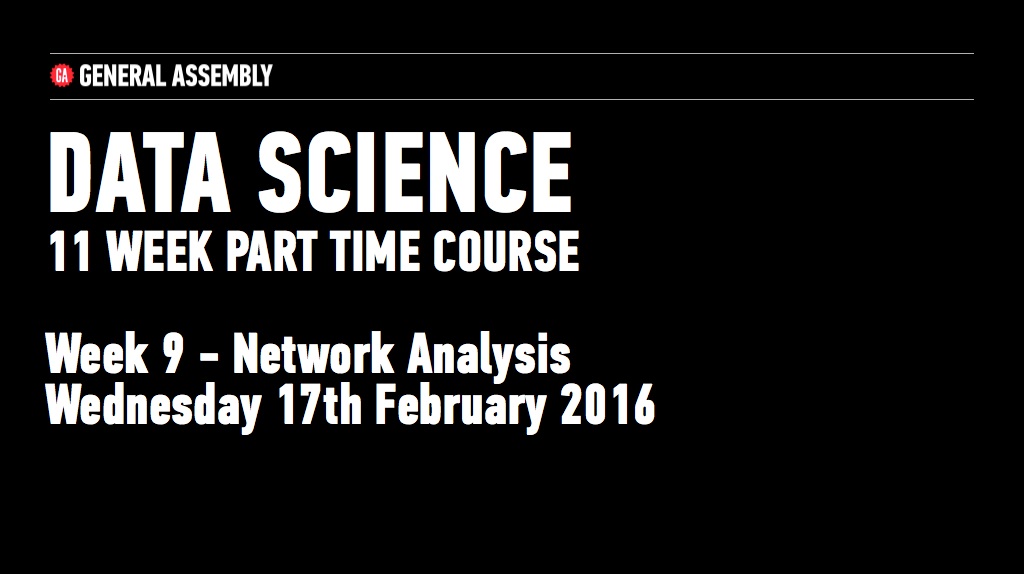 GA GENERAL ASSEMBLY
DATA SCIENCE
11 WEEK PART TIME COURSE
Week 9 – Network Analysis
Wednesday 17th February 2016